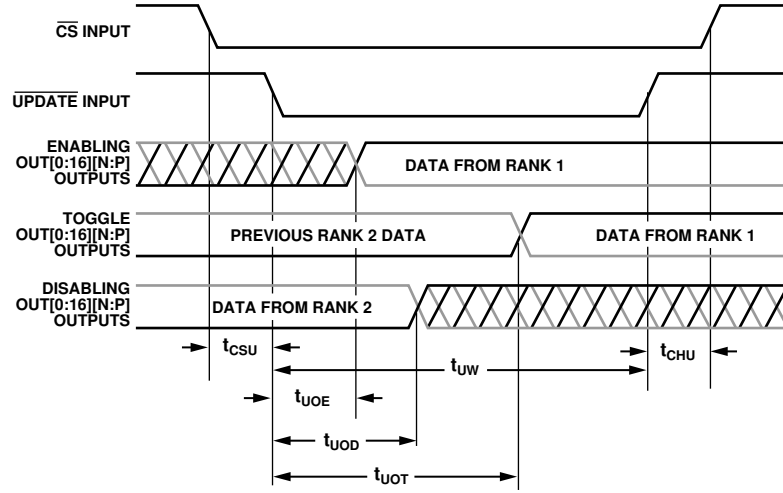 C̅S̅ INPUT
U̅P̅D̅A̅T̅E̅ INPUT
ENABLING
OUT[0:16][N:P]
OUTPUTS
DATA FROM RANK 1
TOGGLE
OUT[0:16][N:P]
OUTPUTS
PREVIOUS RANK 2 DATA
DATA FROM RANK 1
DISABLING
OUT[0:16][N:P]
OUTPUTS
DATA FROM RANK 2
tCSU
tUW
tCHU
tUOE
tUOD
tUOT